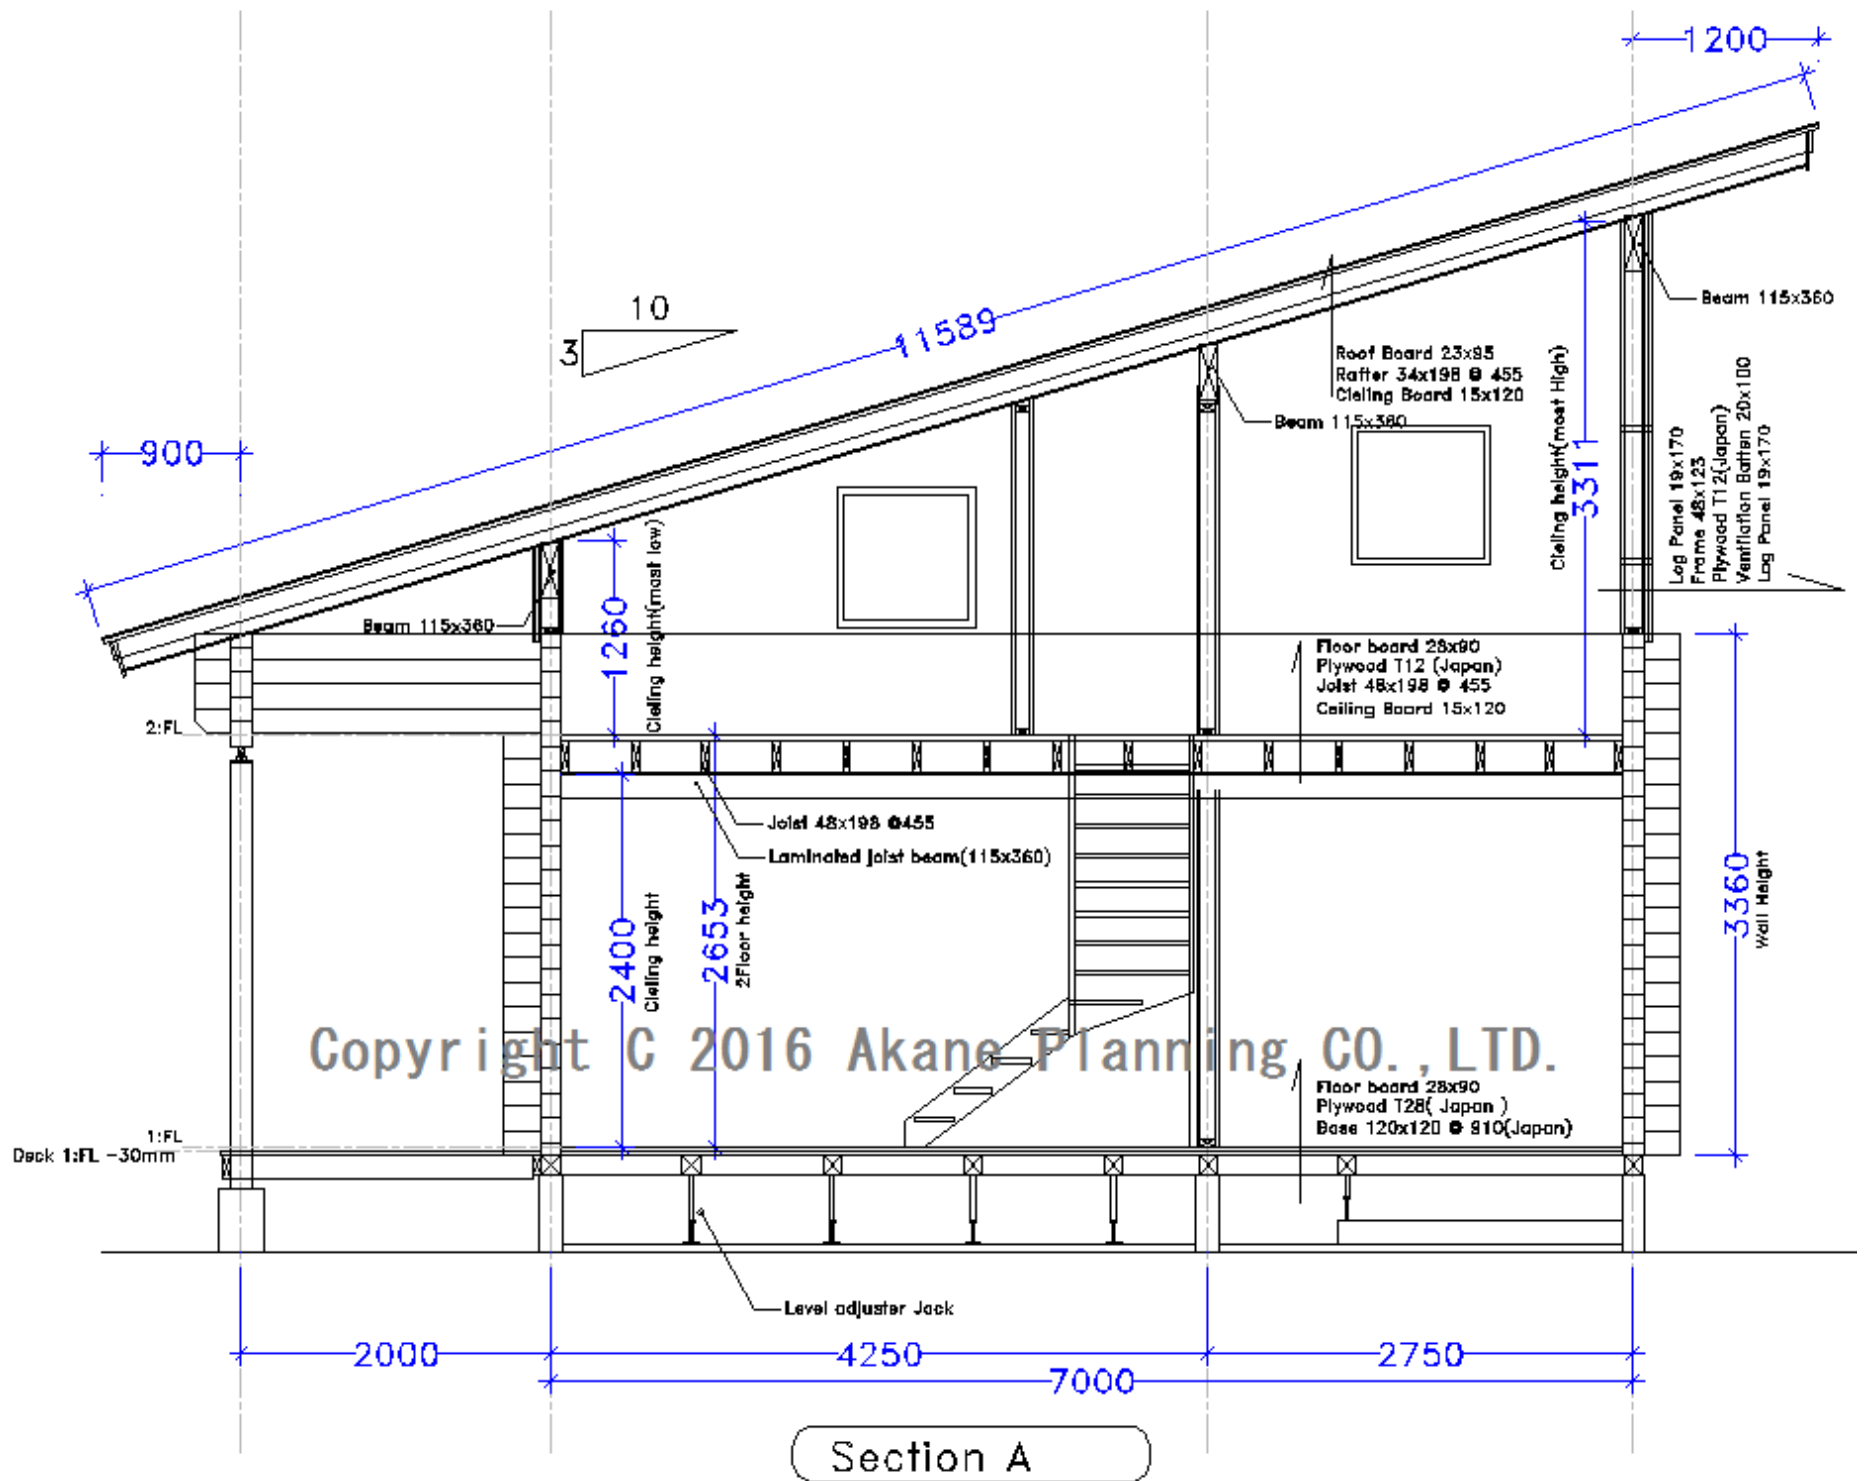 1200
10
3
11589
Beam 115x360
Roof Board 23x95
Rafter 34x198 @ 455
Cieling Board 15x120
Beam 115x360
900
Cieling height(most High)
3311
Log Panel 19x170
Frame 48x123
Plywood T12(Japan)
Ventilation Batten 20x100
Log Panel 19x170
Beam 115x360
1260
Cieling height(most low)
Floor board 28x90
Plywood T12 (Japan)
Joist 48x198 @ 455
Ceiling Board 15x120
2:FL
Joist 48x198 @455
Laminated joist beam(115x360)
2400
Cieling height
2653
2Floor height
3360
Wall Height
Copyright C 2016 Akane Planning CO.,LTD.
Floor board 28x90
Plywood T28( Japan )
Base 120x120 @ 910(Japan)
1:FL
Deck 1:FL -30mm
Level adjuster Jack
2000
4250
2750
7000
Section A